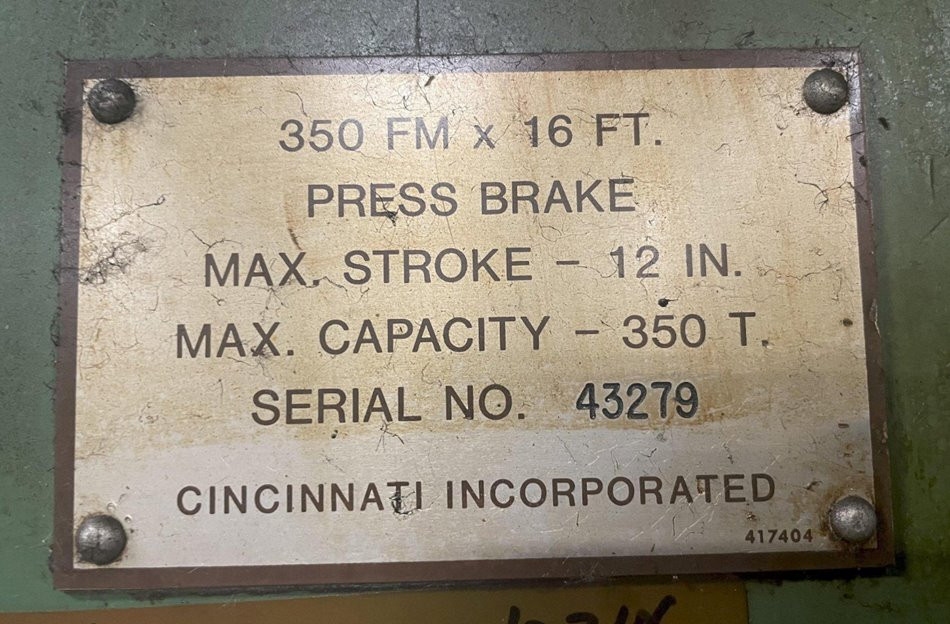 350 FM x 16 FT.
PRESS BRAKE
MAX. STROKE - 12 IN.
MAX. CAPACITY - 350 T.
SERIAL NO. 43279
CINCINNATI INCORPORATED
417404